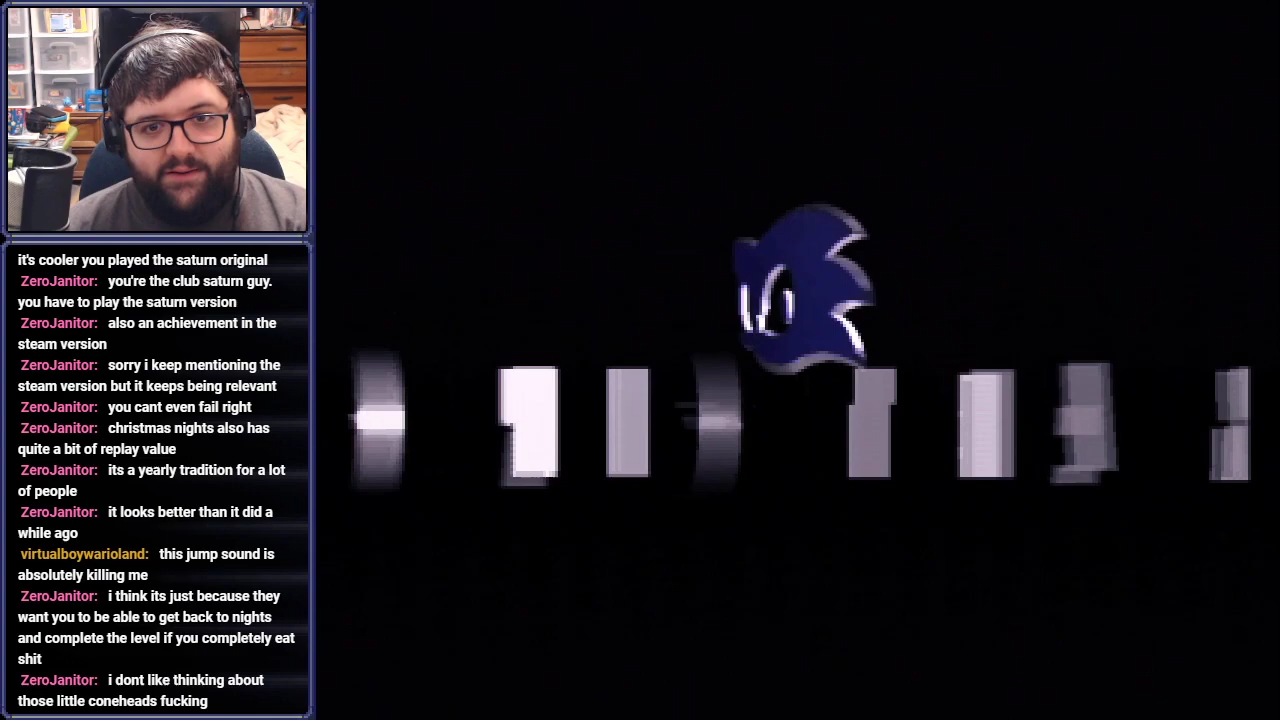 it's cooler you played the saturn original
ZeroJanitor: you're the club saturn guy.
you have to play the saturn version
ZeroJanitor: also an achievement in the
steam version
ZeroJanitor: sorry i keep mentioning the
steam version but it keeps being relevant
ZeroJanitor: you cant even fail right
ZeroJanitor: christmas nights also has
quite a bit of replay value
ZeroJanitor: its a yearly tradition for a lot
of people
ZeroJanitor: it looks better than it did a
while ago
virtualboywarioland: this jump sound is
absolutely killing me
ZeroJanitor: i think its just because they
want you to be able to get back to nights
and complete the level if you completely eat
shit
ZeroJanitor: i dont like thinking about
those little coneheads fucking